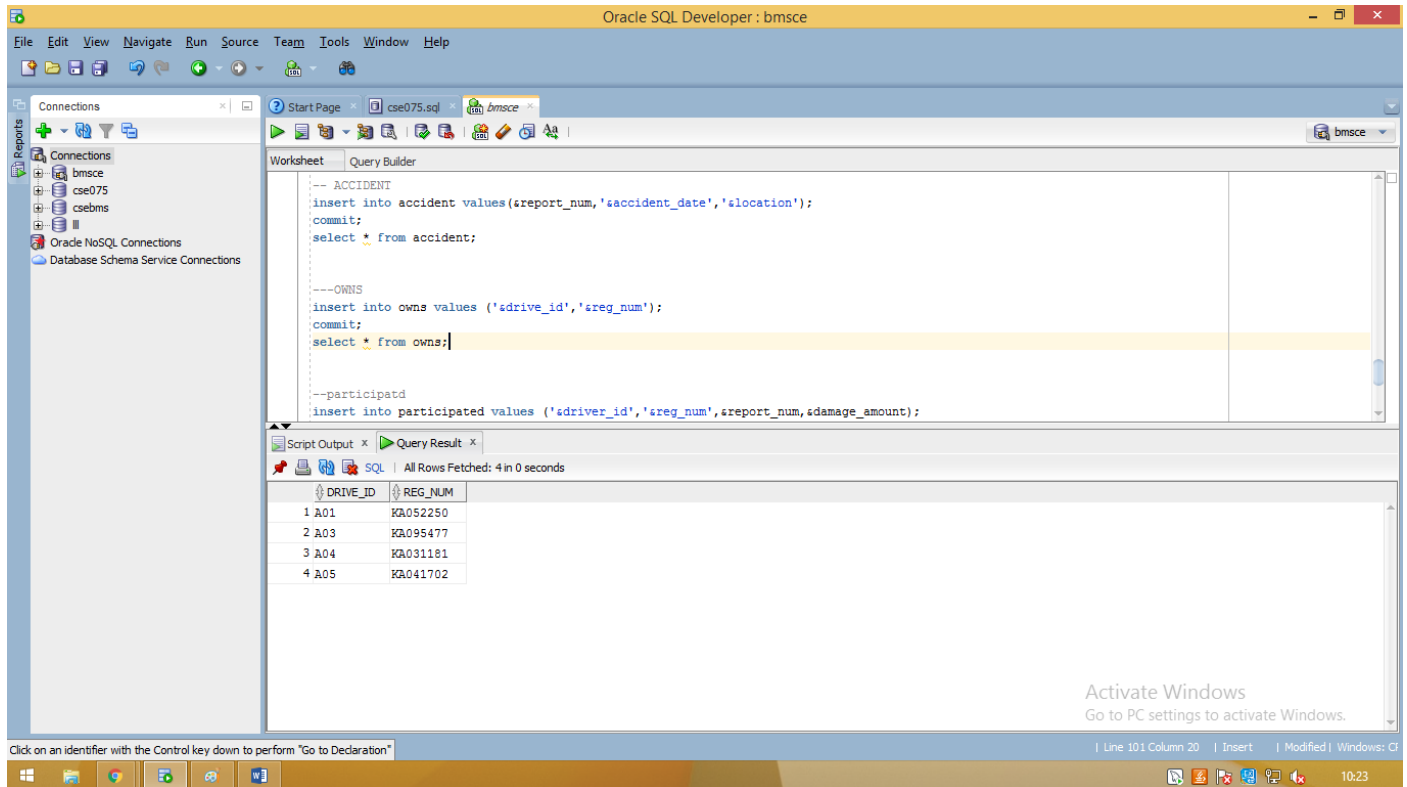 Oracle SQL Developer : bmsce
File Edit View Navigate Run Source Team Tools Window Help
Connections
Start Page
cse075.sql
bmsce
Reports
bmsce
Connections
bmsce
cse075
csebms
lll
Oracle NoSQL Connections
Database Schema Service Connections
Worksheet Query Builder
-- ACCIDENT
insert into accident values(&report_num,'&accident_date','&location');
commit;
select * from accident;
---OWNS
insert into owns values ('&drive_id','&reg_num');
commit;
select * from owns;
--participatd
insert into participated values ('&driver_id','&reg_num',&report_num,&damage_amount);
Script Output x Query Result x
SQL | All Rows Fetched: 4 in 0 seconds
DRIVE_ID REG_NUM
1 A01 KA052250
2 A03 KA095477
3 A04 KA031181
4 A05 KA041702
Activate Windows
Go to PC settings to activate Windows.
Click on an identifier with the Control key down to perform "Go to Declaration"
| Line 101 Column 20 | Insert | Modified | Windows: CF
10:23